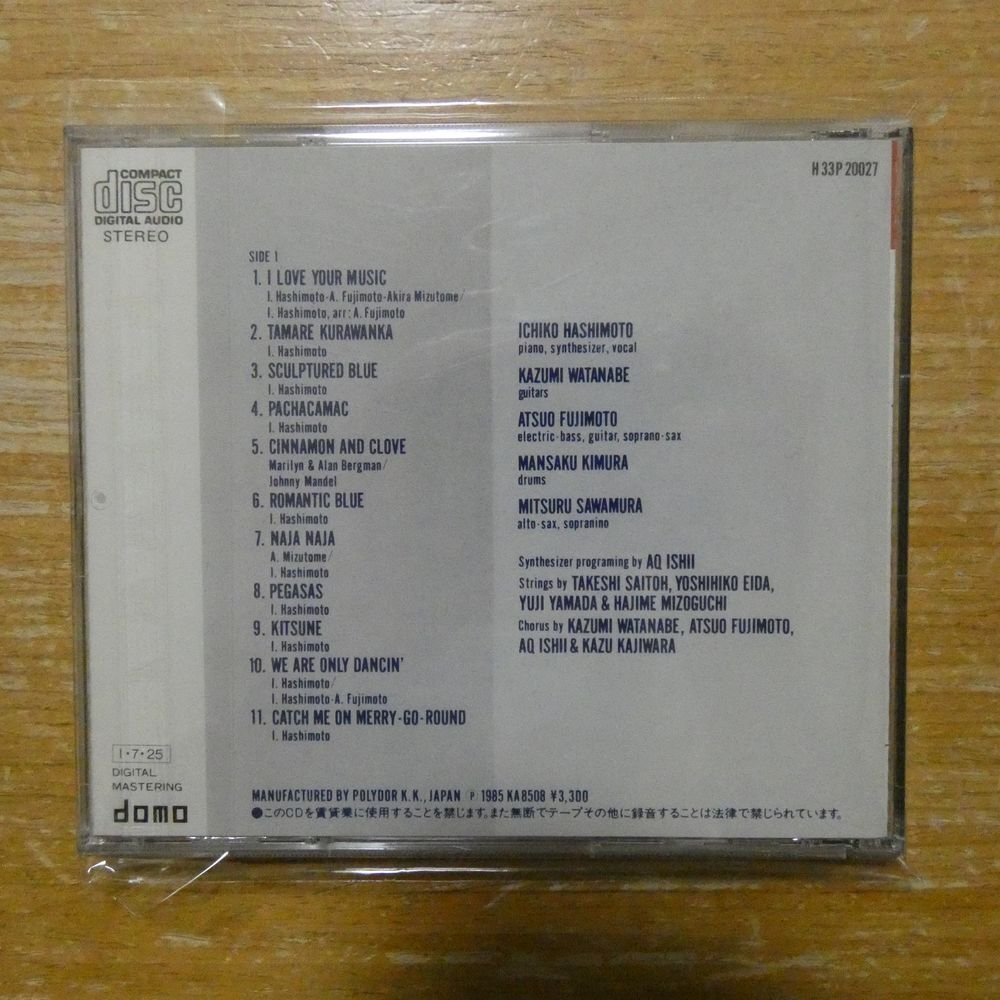 COMPACT
disc
DIGITAL AUDIO
STEREO
H33P 20027
SIDE 1
1. I LOVE YOUR MUSIC
I. Hashimoto-A. Fujimoto-Akira Mizutome/
I. Hashimoto, arr: A. Fujimoto
2. TAMARE KURAWANKA
I. Hashimoto
3. SCULPTURED BLUE
I. Hashimoto
4. PACHACAMAC
I. Hashimoto
5. CINNAMON AND CLOVE
Marilyn & Alan Bergman/
Johnny Mandel
6. ROMANTIC BLUE
I. Hashimoto
7. NAJA NAJA
A. Mizutome/
I. Hashimoto
8. PEGASAS
I. Hashimoto
9. KITSUNE
I. Hashimoto
10. WE ARE ONLY DANCIN'
I. Hashimoto/
I. Hashimoto-A. Fujimoto
11. CATCH ME ON MERRY-GO-ROUND
I. Hashimoto
ICHIKO HASHIMOTO
piano, synthesizer, vocal
KAZUMI WATANABE
guitars
ATSUO FUJIMOTO
electric-bass, guitar, soprano-sax
MANSAKU KIMURA
drums
MITSURU SAWAMURA
alto-sax, sopranino
Synthesizer programing by AQ ISHII
Strings by TAKESHI SAITOH, YOSHIHIKO EIDA,
YUJI YAMADA & HAJIME MIZOGUCHI
Chorus by KAZUMI WATANABE, ATSUO FUJIMOTO,
AQ ISHII & KAZU KAJIWARA
1・7・25
DIGITAL
MASTERING
domo
MANUFACTURED BY POLYDOR K.K., JAPAN Ⓟ 1985 KA8508 ¥3,300
●このCDを賃貸業に使用することを禁じます。また無断でテープその他に録音することは法律で禁じられています。